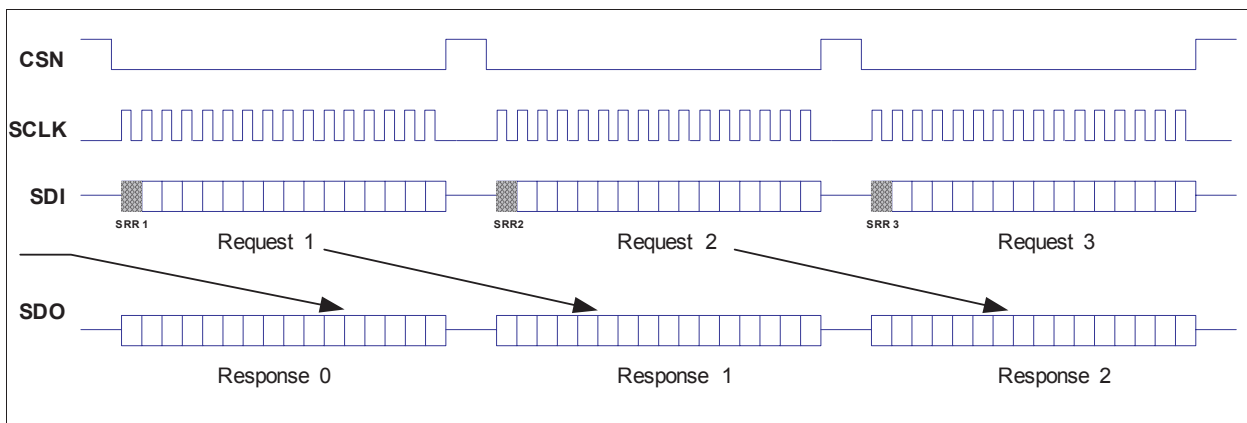 CSN
SCLK
SDI
SRR 1
SRR2
SRR 3
Request 1
Request 2
Request 3
SDO
Response 0
Response 1
Response 2